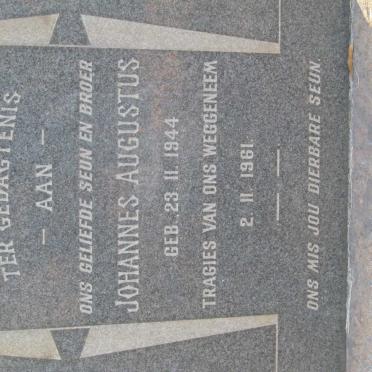 TER GEDAGTENIS
— AAN —
ONS GELIEFDE SEUN EN BROER
JOHANNES AUGUSTUS
GEB. 23. 11. 1944
TRAGIES VAN ONS WEGGENEEM
2. 11. 1961.
ONS MIS JOU DIERBARE SEUN.